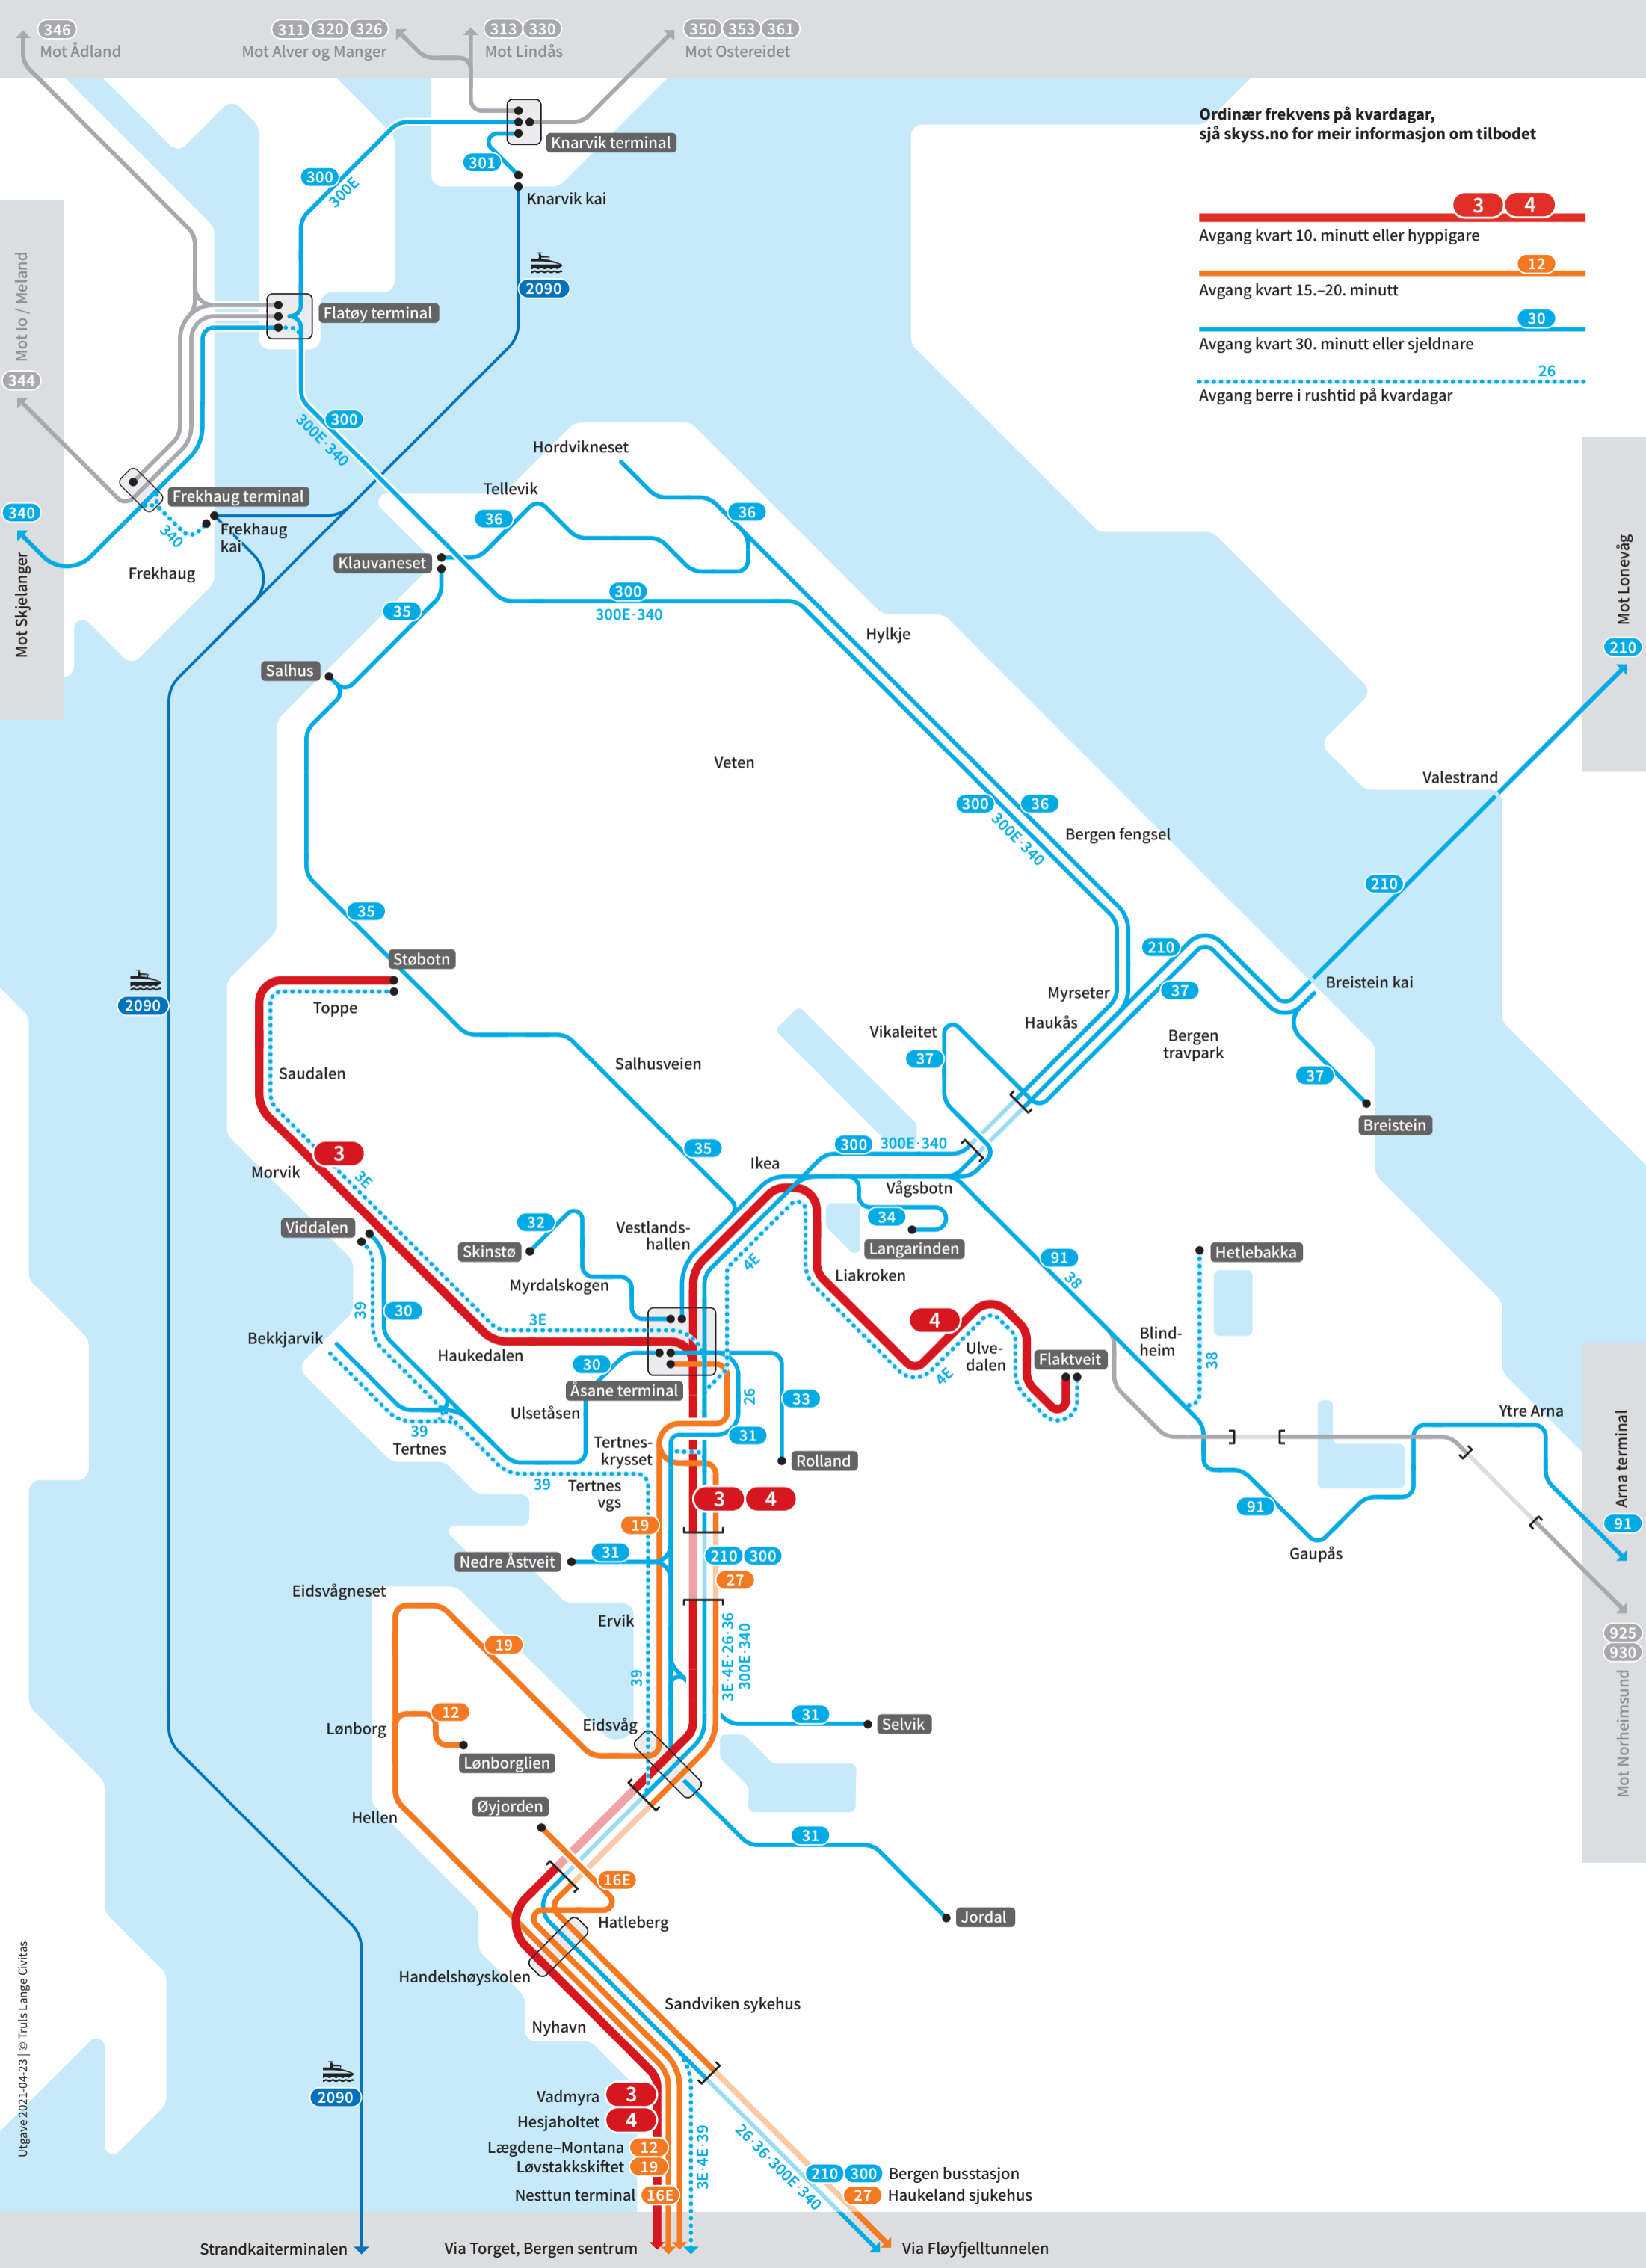 346
Mot Ådland
311 320 326
Mot Alver og Manger
313 330
Mot Lindås
350 353 361
Mot Ostereidet
Ordinær frekvens på kvardagar,
sjå skyss.no for meir informasjon om tilbodet
3 4
Avgang kvart 10. minutt eller hyppigare
12
Avgang kvart 15.–20. minutt
30
Avgang kvart 30. minutt eller sjeldnare
26
Avgang berre i rushtid på kvardagar
Knarvik terminal
301
Knarvik kai
300
300E
2090
Mot Io / Meland
344
Flatøy terminal
300
300E·340
Hordvikneset
Tellevik
36
36
Frekhaug terminal
340
Frekhaug
kai
340
Frekhaug
Mot Skjelanger
Klauvaneset
35
300
300E·340
Hylkje
Mot Lonevåg
210
Salhus
Veten
Valestrand
300
36
300E·340
Bergen fengsel
210
35
Støbotn
Toppe
2090
210
37
Breistein kai
Myrseter
Haukås
Bergen
travpark
Vikaleitet
37
37
Breistein
Saudalen
Salhusveien
3
3E
Morvik
35
Ikea
300
300E·340
Vågsbotn
34
Langarinden
Viddalen
32
Skinstø
Vestlands-
hallen
4E
Liakroken
91
38
Hetlebakka
Myrdalskogen
39
30
3E
4
Ulve-
dalen
Flaktveit
4E
Blind-
heim
38
Bekkjarvik
Haukedalen
30
Åsane terminal
26
33
Ulsetåsen
31
39
Tertnes
Tertnes-
krysset
Rolland
Ytre Arna
Arna terminal
39
Tertnes
vgs
3 4
91
91
19
Nedre Åstveit
31
210 300
27
Gaupås
Eidsvågneset
Ervik
19
39
3E·4E·26·36
300E·340
925
930
Mot Norheimsund
12
Lønborg
Lønborglien
Eidsvåg
31
Selvik
Øyjorden
Hellen
31
16E
Hatleberg
Jordal
Handelshøyskolen
Sandviken sykehus
Nyhavn
Utgave 2021-04-23 | © Truls Lange Civitas
2090
Vadmyra 3
Hesjaholtet 4
Lægdene–Montana 12
Løvstakkskiftet 19
Nesttun terminal 16E
3E·4E·39
26·36·300E·340
210 300 Bergen busstasjon
27 Haukeland sjukehus
Strandkaiterminalen
Via Torget, Bergen sentrum
Via Fløyfjelltunnelen